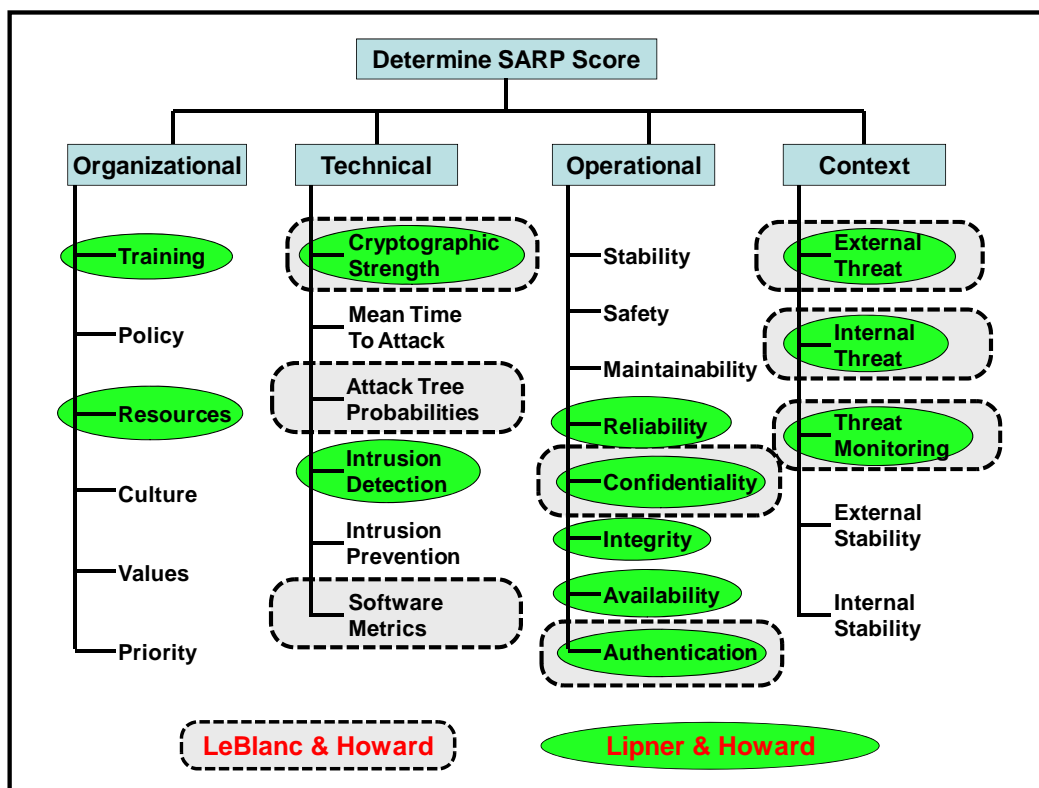 Determine SARP Score
Organizational
Training
Policy
Resources
Culture
Values
Priority
Technical
Cryptographic
Strength
Mean Time
To Attack
Attack Tree
Probabilities
Intrusion
Detection
Intrusion
Prevention
Software
Metrics
Operational
Stability
Safety
Maintainability
Reliability
Confidentiality
Integrity
Availability
Authentication
Context
External
Threat
Internal
Threat
Threat
Monitoring
External
Stability
Internal
Stability
LeBlanc & Howard
Lipner & Howard